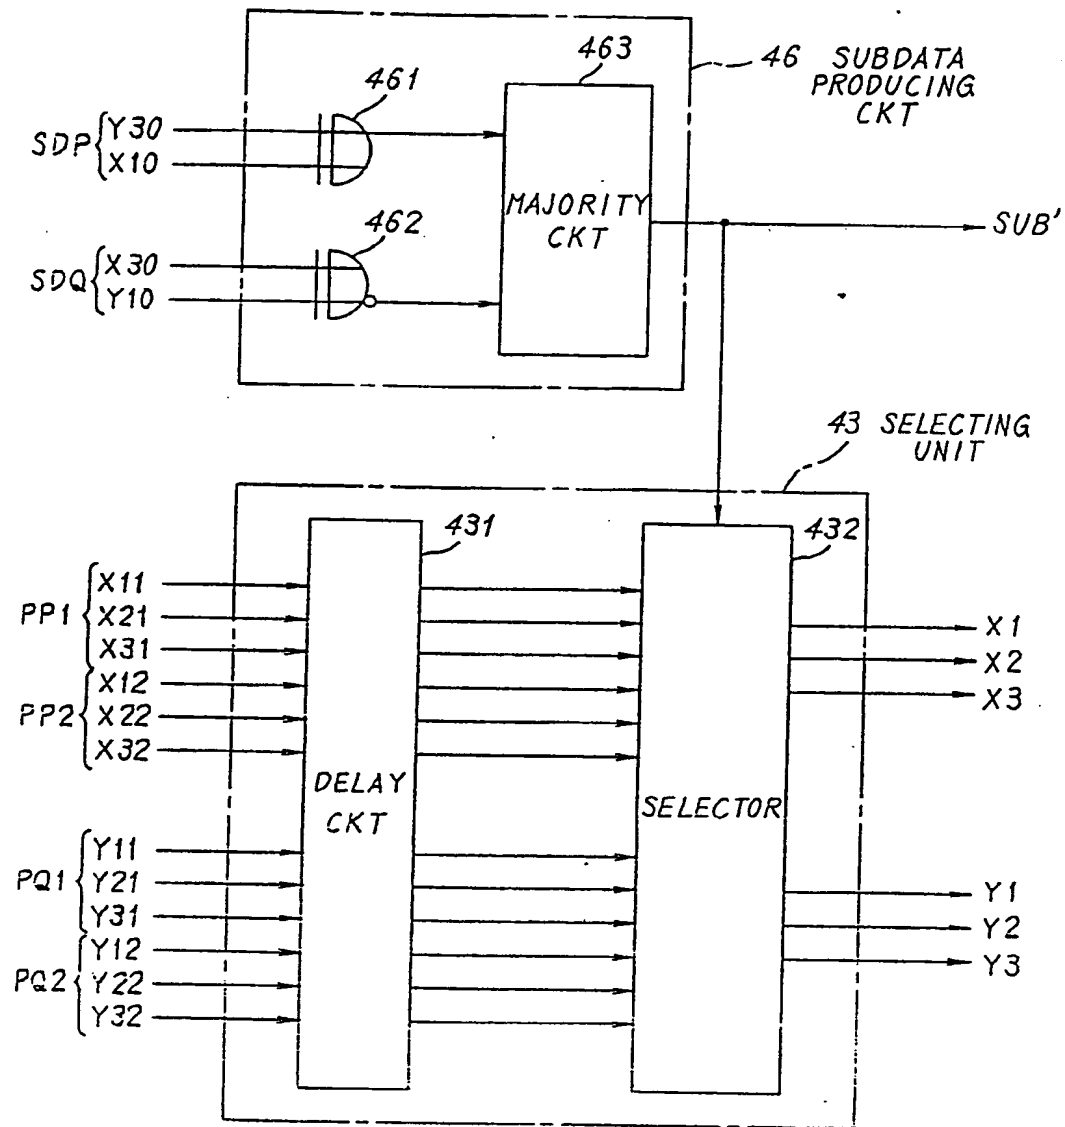 463
46 SUBDATA
PRODUCING
CKT
461
SDP
Y30
X10
MAJORITY
CKT
462
SUB'
SDQ
X30
Y10
43 SELECTING
UNIT
431
432
PP1
X11
X21
X31
X1
X2
X3
PP2
X12
X22
X32
DELAY
CKT
SELECTOR
PQ1
Y11
Y21
Y31
Y1
Y2
Y3
PQ2
Y12
Y22
Y32